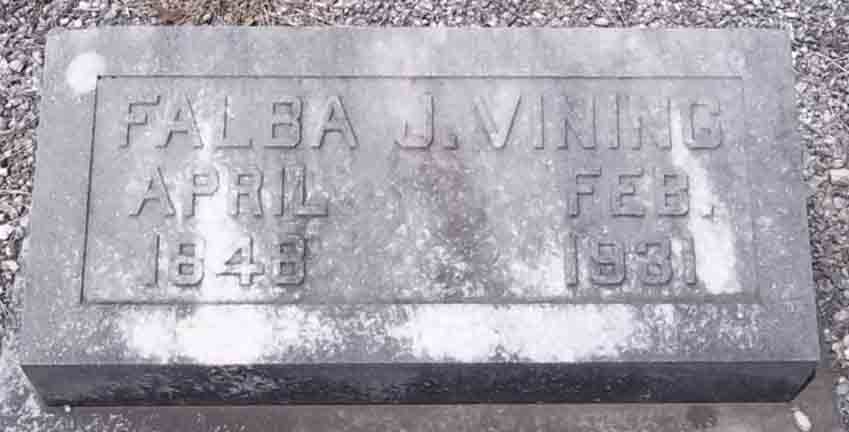 FALBA J. VINING
APRIL FEB.
1848 1931